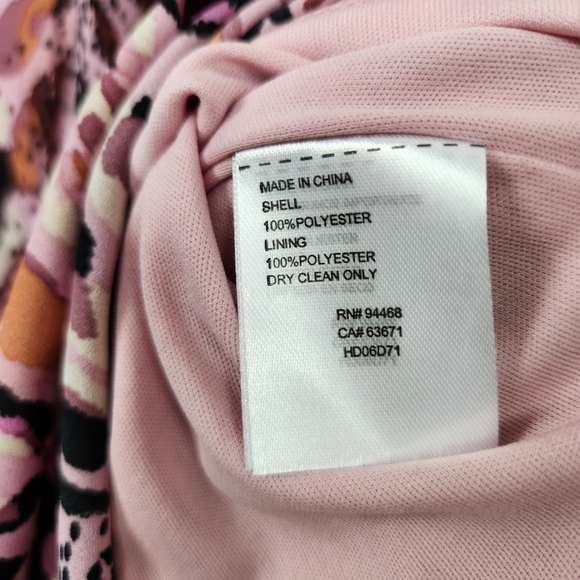 MADE IN CHINA
SHELL
100%POLYESTER
LINING
100%POLYESTER
DRY CLEAN ONLY
RN# 94468
CA# 63671
HD06D71